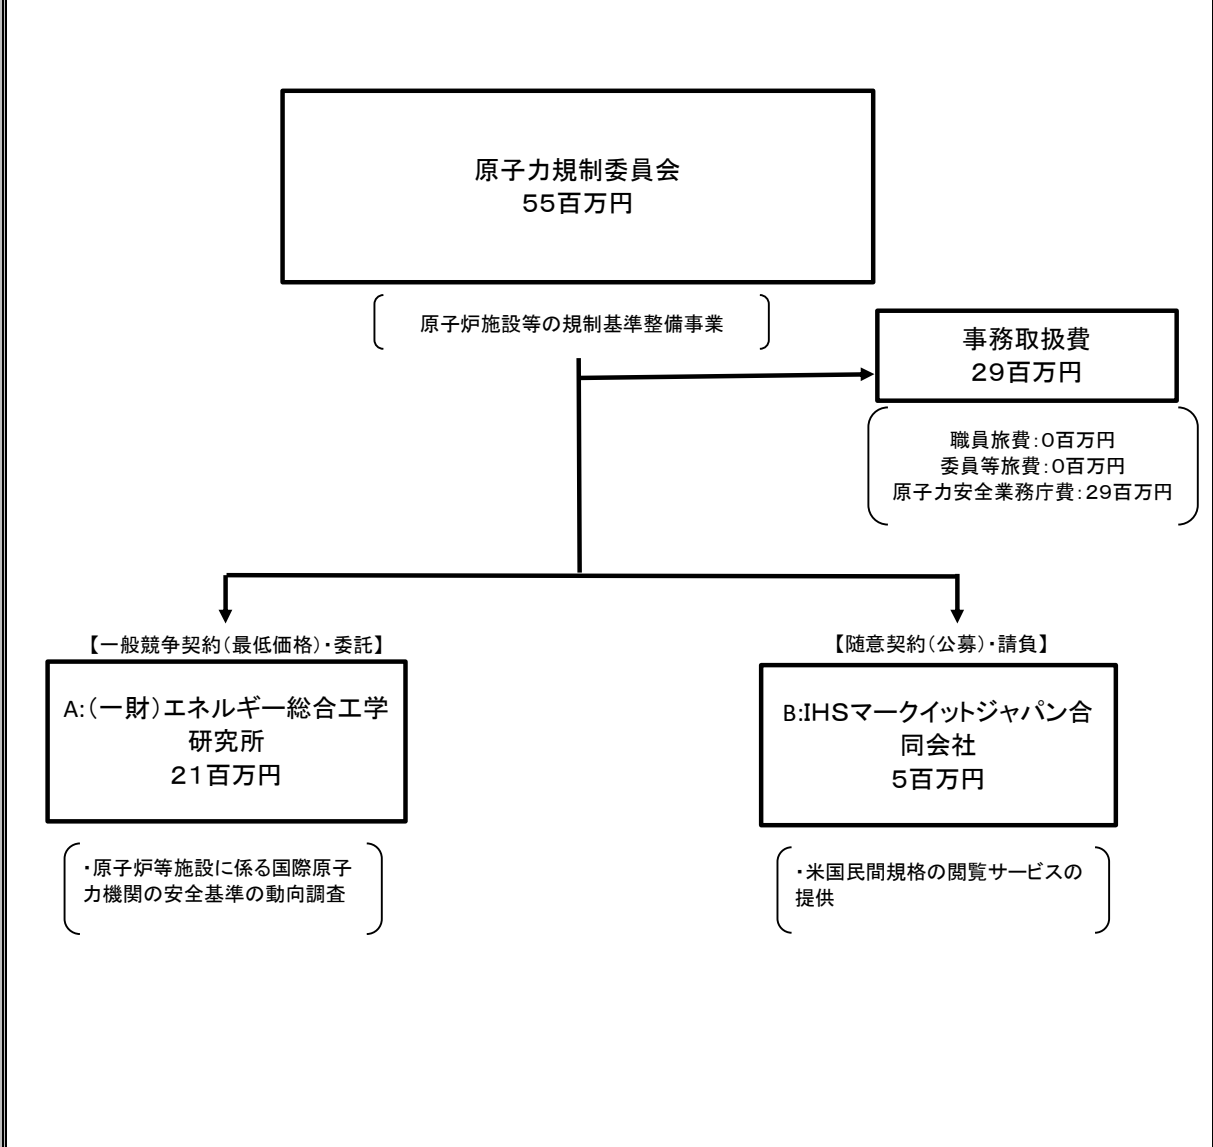 原子力規制委員会
55百万円
原子炉施設等の規制基準整備事業
事務取扱費
29百万円
職員旅費:0百万円
委員等旅費:0百万円
原子力安全業務庁費:29百万円
【一般競争契約(最低価格)・委託】
A:(一財)エネルギー総合工学
研究所
21百万円
・原子炉等施設に係る国際原子
力機関の安全基準の動向調査
【随意契約(公募)・請負】
B:IHSマークイットジャパン合
同会社
5百万円
・米国民間規格の閲覧サービスの
提供